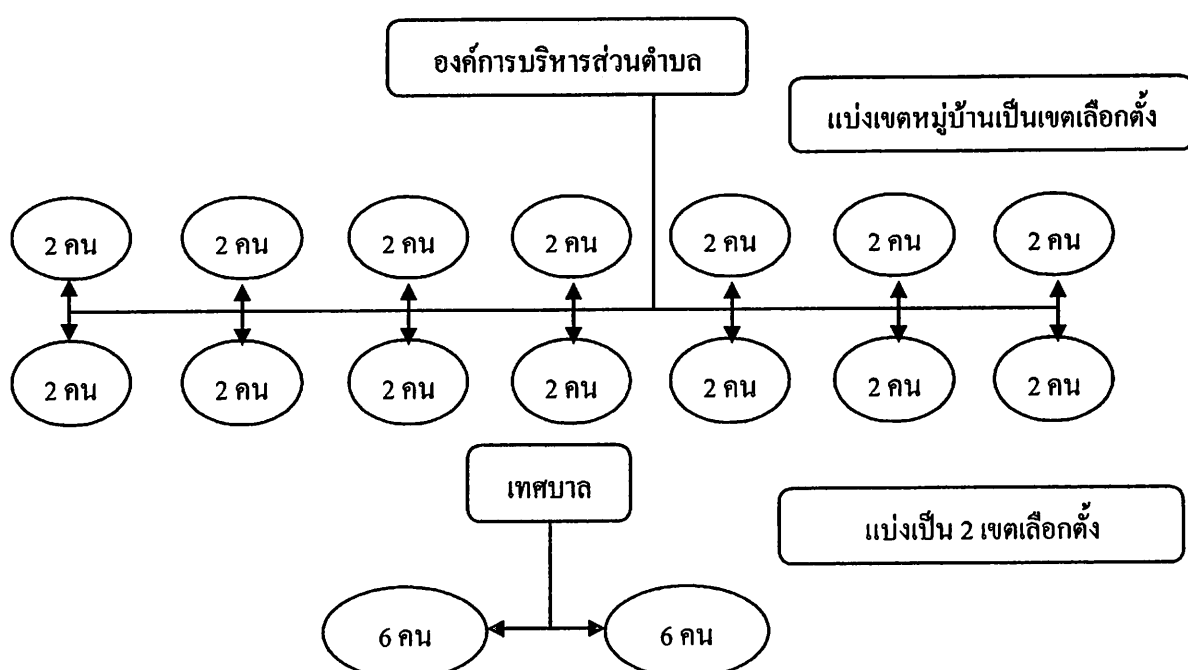 องค์การบริหารส่วนตำบล
แบ่งเขตหมู่บ้านเป็นเขตเลือกตั้ง
2 คน 2 คน 2 คน 2 คน 2 คน 2 คน 2 คน
2 คน 2 คน 2 คน 2 คน 2 คน 2 คน 2 คน
เทศบาล
แบ่งเป็น 2 เขตเลือกตั้ง
6 คน 6 คน